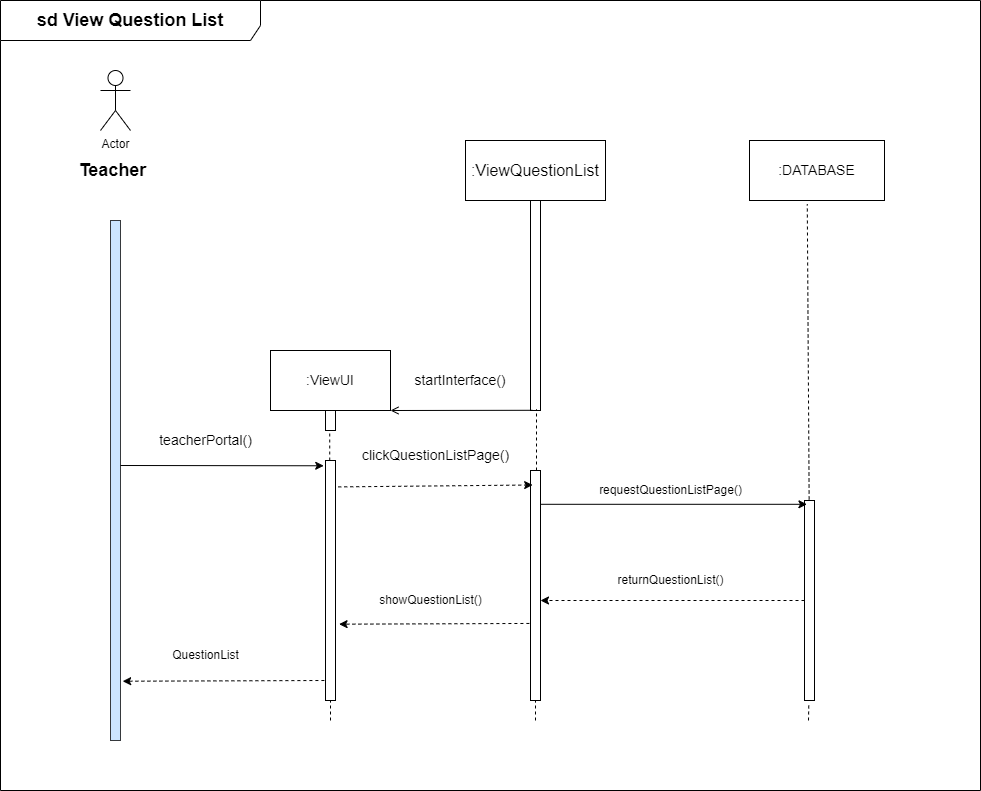 sd View Question List
Actor
Teacher
:ViewQuestionList
:DATABASE
:ViewUI
startInterface()
teacherPortal()
clickQuestionListPage()
requestQuestionListPage()
returnQuestionList()
showQuestionList()
QuestionList